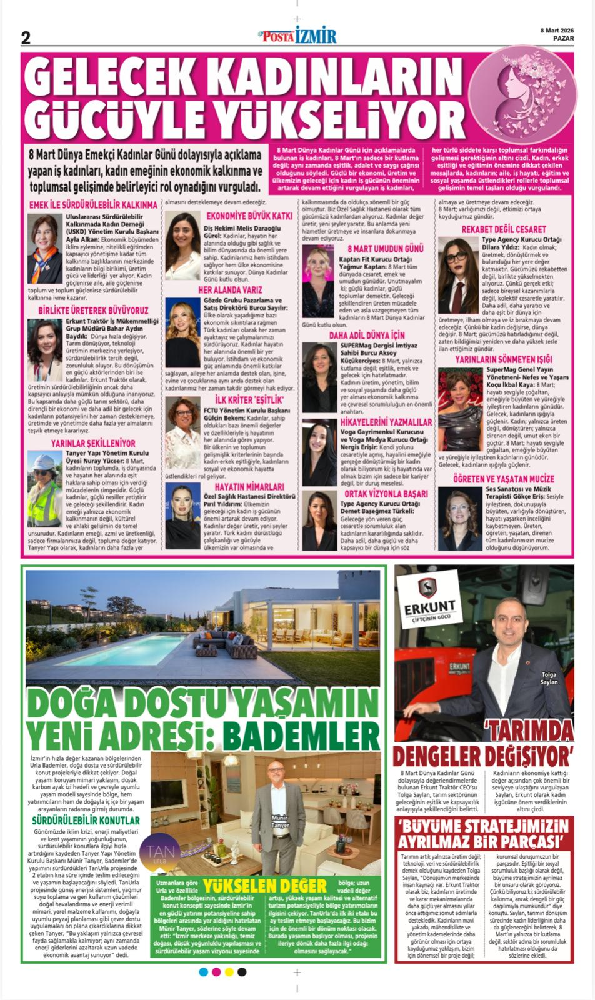 2
POSTA İZMİR
8 Mart 2026
PAZAR
GELECEK KADINLARIN
GÜCÜYLE YÜKSELİYOR
8 Mart Dünya Emekçi Kadınlar Günü dolayısıyla açıklama
yapan iş kadınları, kadın emeğinin ekonomik kalkınma ve
toplumsal gelişimde belirleyici rol oynadığını vurguladı.
8 Mart Dünya Kadınlar Günü için açıklamalarda
bulunan iş kadınları, 8 Mart'ın sadece bir kutlama
değil; aynı zamanda eşitlik, adalet ve saygı çağrısı
olduğunu söyledi. Güçlü bir ekonomi, üretim ve
ülkemizin geleceği için kadın iş gücünün öneminin
artarak devam ettiğini vurgulayan iş kadınları,
her türlü şiddete karşı toplumsal farkındalığın
gelişmesi gerektiğinin altını çizdi. Kadın, erkek
eşitliği ve eğitimin önemine dikkat çekilen
mesajlarda, kadınların; aile, iş hayatı, eğitim ve
sosyal yaşamda üstlendikleri rollerle toplumsal
gelişimin temel taşları olduğu vurgulandı.
EMEK İLE SÜRDÜRÜLEBİLİR KALKINMA
Uluslararası Sürdürülebilir
Kalkınmada Kadın Derneği
(USKD) Yönetim Kurulu Başkanı
Ayla Alkan: Ekonomik büyümeden
iklim eylemine, nitelikli eğitimden
kapsayıcı yönetişime kadar tüm
kalkınma başlıklarının merkezinde
kadınların bilgi birikimi, üretim
gücü ve liderliği yer alıyor. Kadın
güçlenirse aile, aile güçlenirse
toplum ve toplum güçlenirse sürdürülebilir
kalkınma ivme kazanır.
BİRLİKTE ÜRETEREK BÜYÜYORUZ
Erkunt Traktör İş Mükemmelliği
Grup Müdürü Bahar Aydın
Baydık: Dünya hızla değişiyor.
Tarım dönüşüyor, teknoloji
üretimin merkezine yerleşiyor,
sürdürülebilirlik tercih değil,
zorunluluk oluyor. Bu dönüşümün
en güçlü aktörlerinden biri ise
kadınlar. Erkunt Traktör olarak,
üretimin sürdürülebilirliğinin ancak daha
kapsayıcı anlayışla mümkün olduğuna inanıyoruz.
Bu kapsamda daha güçlü tarım sektörü, daha
dirençli bir ekonomi ve daha adil bir gelecek için
kadınların potansiyelini her zaman desteklemeye,
üretimde ve yönetimde daha fazla yer almalarını
teşvik etmeye kararlıyız.
YARINLAR ŞEKİLLENİYOR
Tanyer Yapı Yönetim Kurulu
Üyesi Nuray Yüceer: 8 Mart,
kadınların toplumda, iş dünyasında
ve hayatın her alanında eşit
haklara sahip olması için verdiği
mücadelenin simgesidir. Güçlü
kadınlar, güçlü nesiller yetiştirir
ve geleceği şekillendirir. Kadın
emeği yalnızca ekonomik
kalkınmanın değil, kültürel
ve ahlaki gelişimin de temel
unsurudur. Kadınların emeği, azmi ve üretkenliği,
sadece firmalarımıza değil, topluma değer katıyor.
Tanyer Yapı olarak, kadınların daha fazla yer
almasını desteklemeye devam edeceğiz.
EKONOMİYE BÜYÜK KATKI
Diş Hekimi Melis Daraoğlu
Gürel: Kadınlar, hayatın her
alanında olduğu gibi sağlık ve
bilim dünyasında da önemli yere
sahip. Kadınlarımız hem istihdam
sağlıyor hem ülke ekonomisine
katkılar sunuyor. Dünya Kadınlar
Günü kutlu olsun.
HER ALANDA VARIZ
Gözde Grubu Pazarlama ve
Satış Direktörü Burcu Sayılır:
Ülke olarak yaşadığımız bazı
ekonomik sıkıntılara rağmen
Türk kadınları olarak her zaman
ayaktayız ve çalışmalarımızı
sürdürüyoruz. Kadınlar hayatın
her alanında önemli bir yer
buluyor. İstihdam ve ekonomik
güç anlamında önemli katkılar
sağlayan, aileye her anlamda destek olan, işine,
evine ve çocuklarına aynı anda destek olan
kadınlarımız her zaman takdir görmeyi hak ediyor.
İLK KRİTER 'EŞİTLİK'
FCTU Yönetim Kurulu Başkanı
Gülçin Bekem: Kadınlar, sahip
oldukları bazı önemli değerler
ve özellikleriyle iş hayatının
her alanında görev yapıyor.
Bir ülkenin ve toplumun
gelişmişlik kriterlerinin başında
kadın-erkek eşitliğiyle, kadınların
sosyal ve ekonomik hayatta
üstlendikleri rol geliyor.
HAYATIN MİMARLARI
Özel Sağlık Hastanesi Direktörü
Pırıl Yıldırım: Ülkemizin
geleceği için kadın iş gücünün
önemi artarak devam ediyor.
Kadınlar değer üretir, yeni şeyler
yaratır. Türk kadını dürüstlüğü
çalışkanlığı ve gücüyle
ülkemizin var olmasında ve
kalkınmasında da oldukça xönemli bir güç
olmuştur. Biz Özel Sağlık Hastanesi olarak tüm
gücümüzü kadınlardan alıyoruz. Kadınlar değer
üretir, yeni şeyler yaratır. Bu anlamda yeni
hizmetler üretmeye ve insanlara dokunmaya
devam ediyoruz.
8 MART UMUDUN GÜNÜ
Kaptan Fit Kurucu Ortağı
Yağmur Kaptan: 8 Mart tüm
dünyada cesaret, emek ve
umudun günüdür. Unutmayalım
ki; güçlü kadınlar, güçlü
toplumlar demektir. Geleceği
şekillendiren üreten mücadele
eden ve asla vazgeçmeyen tüm
kadınların 8 Mart Dünya Kadınlar
Günü kutlu olsun.
DAHA ADİL DÜNYA İÇİN
SUPERMag Dergisi İmtiyaz
Sahibi Burcu Aksoy
Küçükerciyes: 8 Mart, yalnızca
kutlama değil; eşitlik, emek ve
gelecek için hatırlatmadır.
Kadının üretim, yönetim, bilim
ve sosyal yaşamda daha güçlü
yer alması ekonomik kalkınma
ve çevresel sorumluluğun en önemli
anahtarı.
HİKAYELERİNİ YAZMALILAR
Voga Gayrimenkul Kurucusu
ve Voga Medya Kurucu Ortağı
Nergis Erişir: Kendi yolunu
cesaretiyle açmış, hayalini emeğiyle
gerçeğe dönüştürmüş bir kadın
olarak biliyorum ki; iş hayatında var
olmak bizim için sadece bir kariyer
değil, bir duruş meselesi.
ORTAK VİZYONLA BAŞARI
Type Agency Kurucu Ortağı
Demet Başeğmez Türkeli:
Geleceğe yön veren güç,
cesaretle sorumluluk alan
kadınların kararlılığında saklıdır.
Daha adil, daha güçlü ve daha
kapsayıcı bir dünya için söz
almaya ve üretmeye devam edeceğiz.
8 Mart; varlığımızı değil, etkimizi ortaya
koyduğumuz gündür.
REKABET DEĞİL CESARET
Type Agency Kurucu Ortağı
Dilara Yıldız: Kadın olmak;
üretmek, dönüştürmek ve
bulunduğu her yere değer
katmaktır. Gücümüzü rekabetten
değil, birlikte yükselmekten
alıyoruz. Çünkü gerçek etki;
sadece bireysel kazanımlarla
değil, kolektif cesaretle yaratılır.
Daha adil, daha yaratıcı ve
daha eşit bir dünya için
üretmeye, ilham olmaya ve iz bırakmaya devam
edeceğiz. Çünkü bir kadın değişirse, dünya
değişir. 8 Mart; gücümüzü hatırladığımız değil,
zaten bildiğimizi yeniden ve daha yüksek sesle
ilan ettiğimiz gündür.
YARINLARIN SÖNMEYEN IŞIĞI
SuperMag Genel Yayın
Yönetmeni- Nefes ve Yaşam
Koçu İkbal Kaya: 8 Mart;
hayatı sevgiyle çoğaltan,
emeğiyle büyüten ve yüreğiyle
iyileştiren kadınların günüdür.
Gelecek, kadınların ışığıyla
güçlenir. Kadın; yalnızca üreten
değil, dönüştüren; yalnızca
direnen değil, umut eken bir
güçtür. 8 Mart; hayatı sevgiyle
çoğaltan, emeğiyle büyüten
ve yüreğiyle iyileştiren kadınların günüdür.
Gelecek, kadınların ışığıyla güçlenir.
ÖĞRETEN VE YAŞATAN MUCİZE
Ses Sanatçısı ve Müzik
Terapisti Gökçe Eriş: Sesiyle
iyileştiren, dokunuşuyla
büyüten, varlığıyla dönüştüren,
hayatı yaşarken inceliğini
kaybetmeyen. Üreten,
öğreten, yaşatan, direnen
tüm kadınlarımızın mucize
olduğunu düşünüyorum.
DOĞA DOSTU YAŞAMIN
YENİ ADRESİ: BADEMLER
İzmir'in hızla değer kazanan bölgelerinden
Urla Bademler, doğa dostu ve sürdürülebilir
konut projeleriyle dikkat çekiyor. Doğal
yaşamı koruyan mimari yaklaşım, düşük
karbon ayak izi hedefi ve çevreyle uyumlu
yaşam modeli sayesinde bölge, hem
yatırımcıların hem de doğayla iç içe bir yaşam
arayanların radarına girmiş durumda.
SÜRDÜRÜLEBİLİR KONUTLAR
Günümüzde iklim krizi, enerji maliyetleri
ve kent yaşamının yoğunluğunun,
sürdürülebilir konutlara ilgiyi hızla
artırdığını kaydeden Tanyer Yapı Yönetim
Kurulu Başkanı Münir Tanyer, Bademler'de
yapımını sürdürdükleri TanUrla projesinde
2 etabın kısa süre içinde teslim edileceğini
ve yaşamın başlayacağını söyledi. TanUrla
projesinde güneş enerjisi sistemleri, yağmur
suyu toplama ve geri kullanım çözümleri
doğal havalandırma ve enerji verimli
mimari, yerel malzeme kullanımı, doğayla
uyumlu peyzaj planlaması gibi çevre dostu
uygulamaları ön plana çıkardıklarına dikkat
çeken Tanyer, "Bu yaklaşım yalnızca çevresel
fayda sağlamakla kalmıyor; aynı zamanda
enerji giderlerini azaltarak uzun vadede
ekonomik avantaj sunuyor" dedi.
TAN
urla
Münir
Tanyer
YÜKSELEN DEĞER
Uzmanlara göre
Urla ve özellikle
Bademler bölgesinin, sürdürülebilir
konut konsepti sayesinde İzmir'in
en güçlü yatırım potansiyeline sahip
bölgeleri arasında yer aldığını hatırlatan
Münir Tanyer, sözlerine şöyle devam
etti: "İzmir merkeze yakınlığı, temiz
doğası, düşük yoğunluklu yapılaşması ve
sürdürülebilir yaşam vizyonu sayesinde
bölge; uzun
vadeli değer
artışı, yüksek yaşam kalitesi ve alternatif
turizm potansiyeliyle bölge yatırımcıların
ilgisini çekiyor. TanUrla'da ilk iki etabı bu
ay teslim etmeye başlayacağız. Bu bizim
için de önemli bir dönüm noktası olacak.
Burada yaşamın başlıyor olması, projenin
ileriye dönük daha fazla ilgi odağı
olmasını sağlayacak."
ERKUNT
ÇİFTÇİNİN GÜCÜ
ERKUNT
Tolga
Saylan
'TARIMDA
DENGELER DEĞİŞİYOR'
8 Mart Dünya Kadınlar Günü
dolayısıyla değerlendirmelerde
bulunan Erkunt Traktör CEO'su
Tolga Saylan, tarım sektörünün
geleceğinin eşitlik ve kapsayıcılık
anlayışıyla şekillendiğini belirtti.
Kadınların ekonomiye kattığı
değer açısından çok önemli bir
seviyeye ulaştığını vurgulayan
Saylan, Erkunt olarak kadın
işgücüne önem verdiklerinin
altını çizdi.
'BÜYÜME STRATEJİMİZİN
AYRILMAZ BİR PARÇASI'
Tarımın artık yalnızca üretim değil;
teknoloji, veri ve sürdürülebilirlik
demek olduğunu kaydeden Tolga
Saylan, "Dönüşümün merkezinde
insan kaynağı var. Erkunt Traktör
olarak biz, kadınların üretimde
ve karar mekanizmalarında
daha güçlü yer almasını yıllar
önce attığımız somut adımlarla
destekledik. Kadınların mavi
yakada, mühendislikte ve
yönetim kademelerinde daha
görünür olması için ortaya
koyduğumuz yaklaşım, bizim
için dönemsel bir proje değil;
kurumsal duruşumuzun bir
parçasıdır. Eşitliği bir sosyal
sorumluluk başlığı olarak değil,
büyüme stratejimizin ayrılmaz
bir unsuru olarak görüyoruz.
Çünkü biliyoruz ki; sürdürülebilir
kalkınma, ancak dengeli bir güç
dağılımıyla mümkündür" diye
konuştu. Saylan, tarımın dönüşüm
sürecinde kadın liderliğinin daha
da güçleneceğini belirterek, 8
Mart'ın yalnızca bir kutlama
değil, sektör adına bir sorumluluk
hatırlatması olduğunu da
sözlerine ekledi.